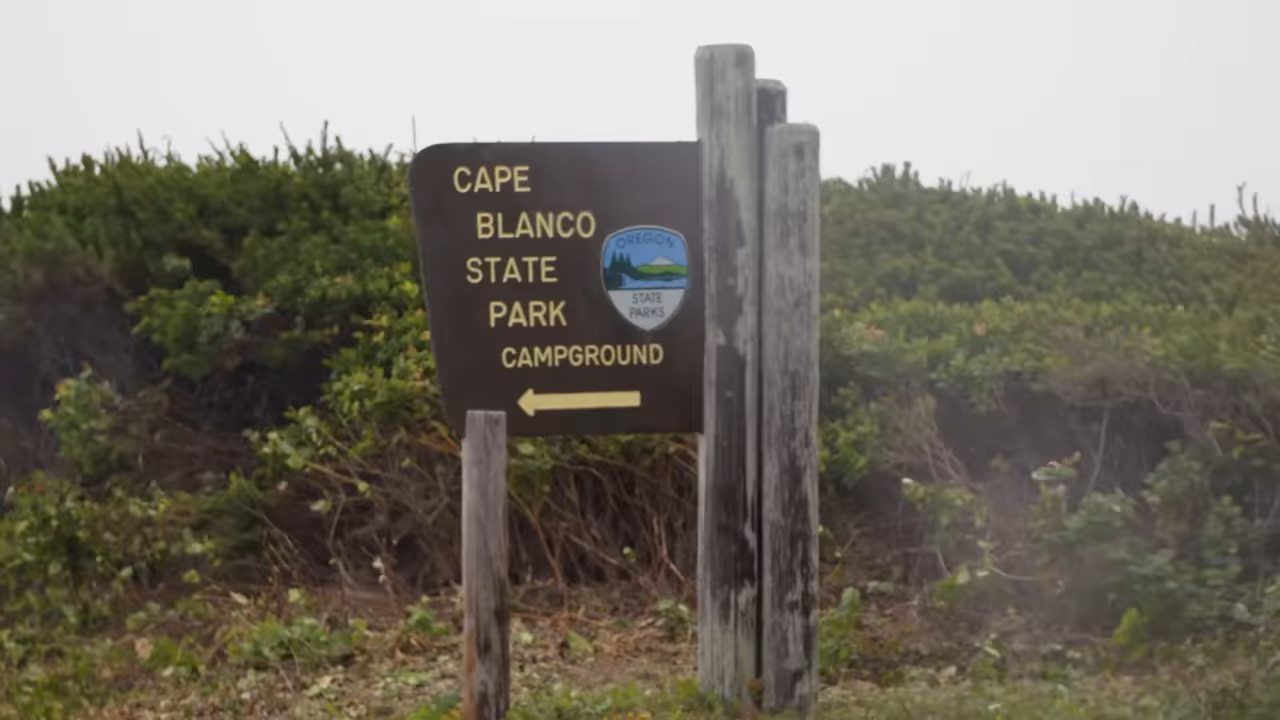 CAPE
BLANCO
STATE
PARK
CAMPGROUND
OREGON
STATE
PARKS